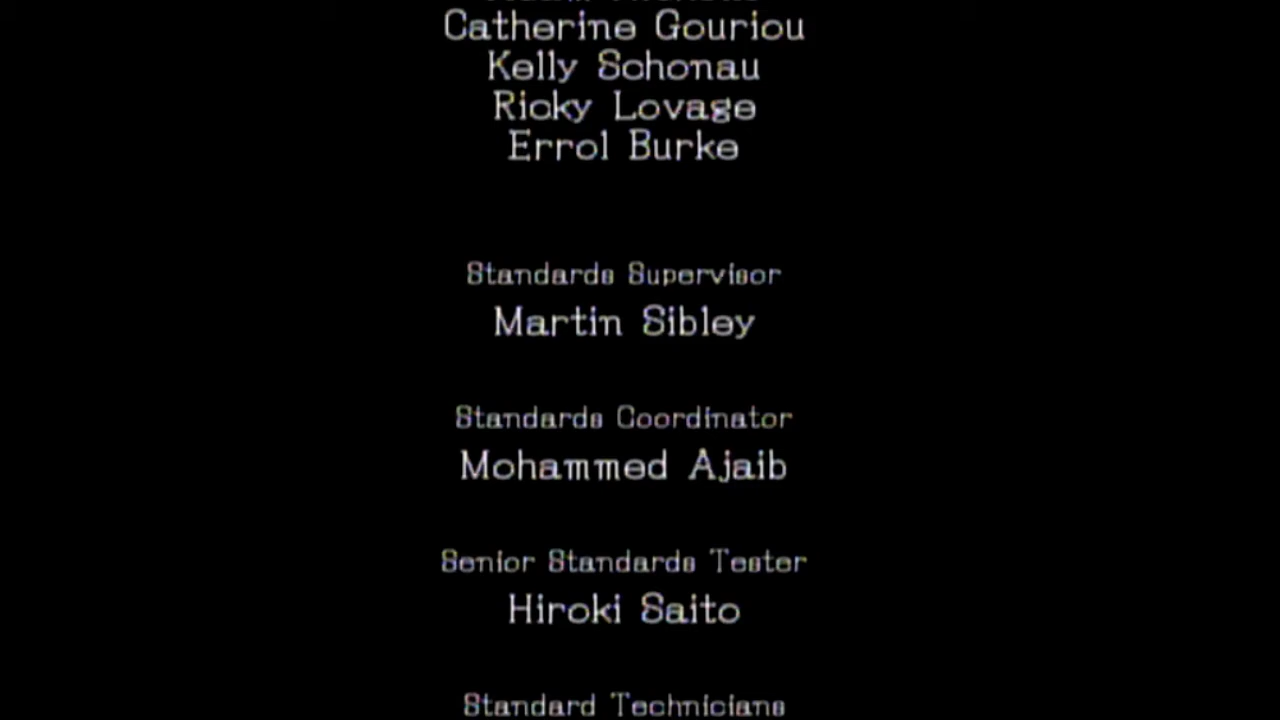 Catherine Gouriou
Kelly Schonau
Ricky Lovage
Errol Burke
Standards Supervisor
Martin Sibley
Standards Coordinator
Mohammed Ajaib
Senior Standards Tester
Hiroki Saito
Standard Technicians